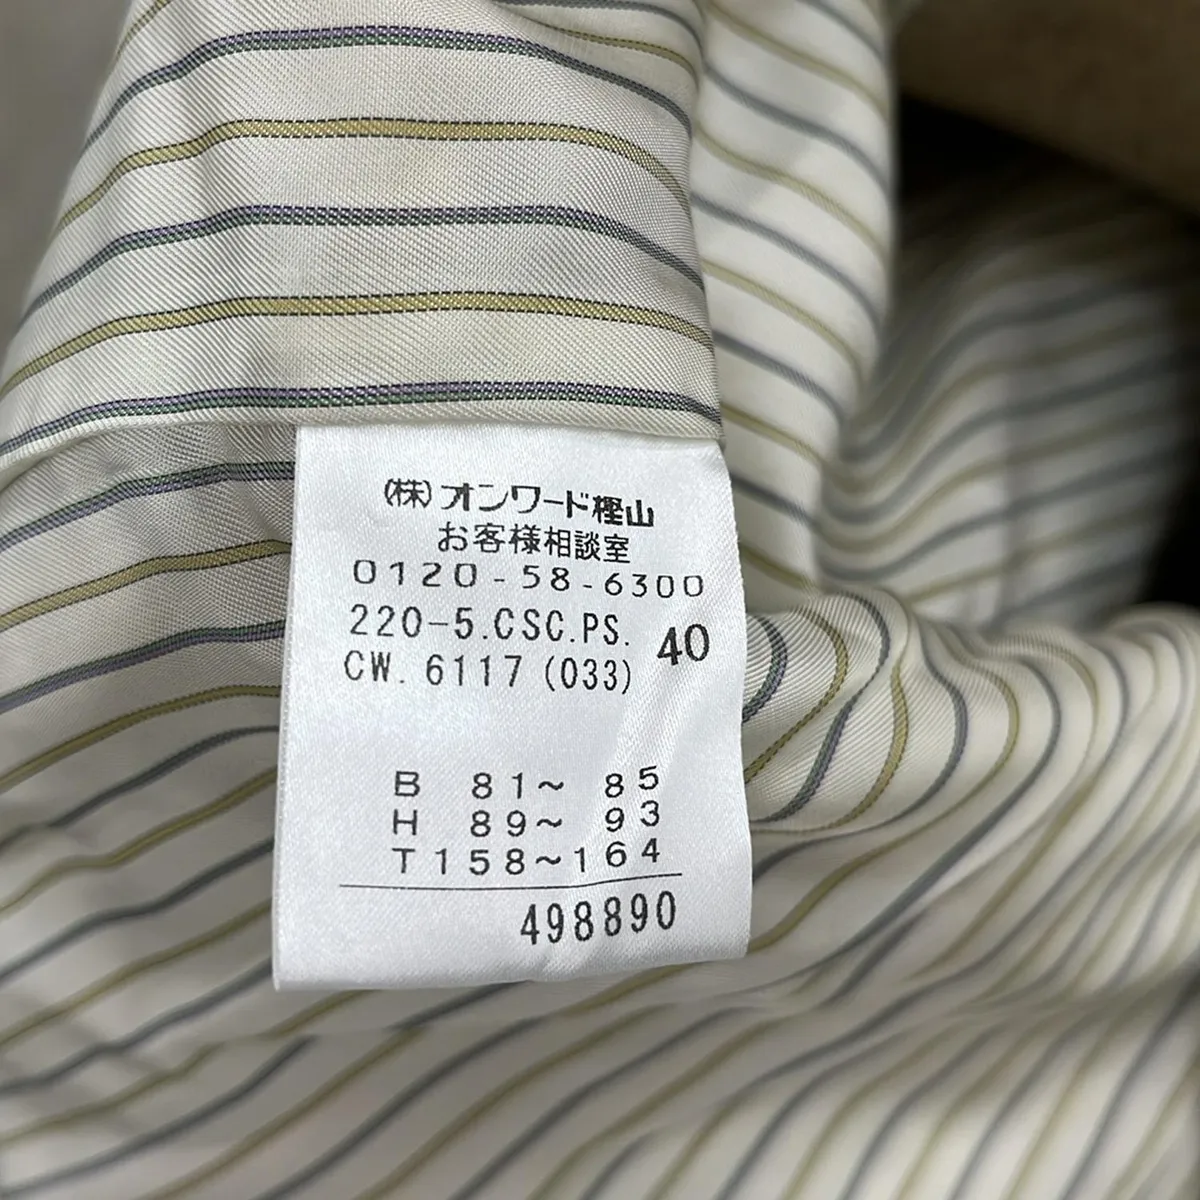 (株)オンワード樫山
お客様相談室
0120-58-6300
220-5.CSC.PS. 40
CW. 6117 (033)
B 81~ 85
H 89~ 93
T158~164
498890